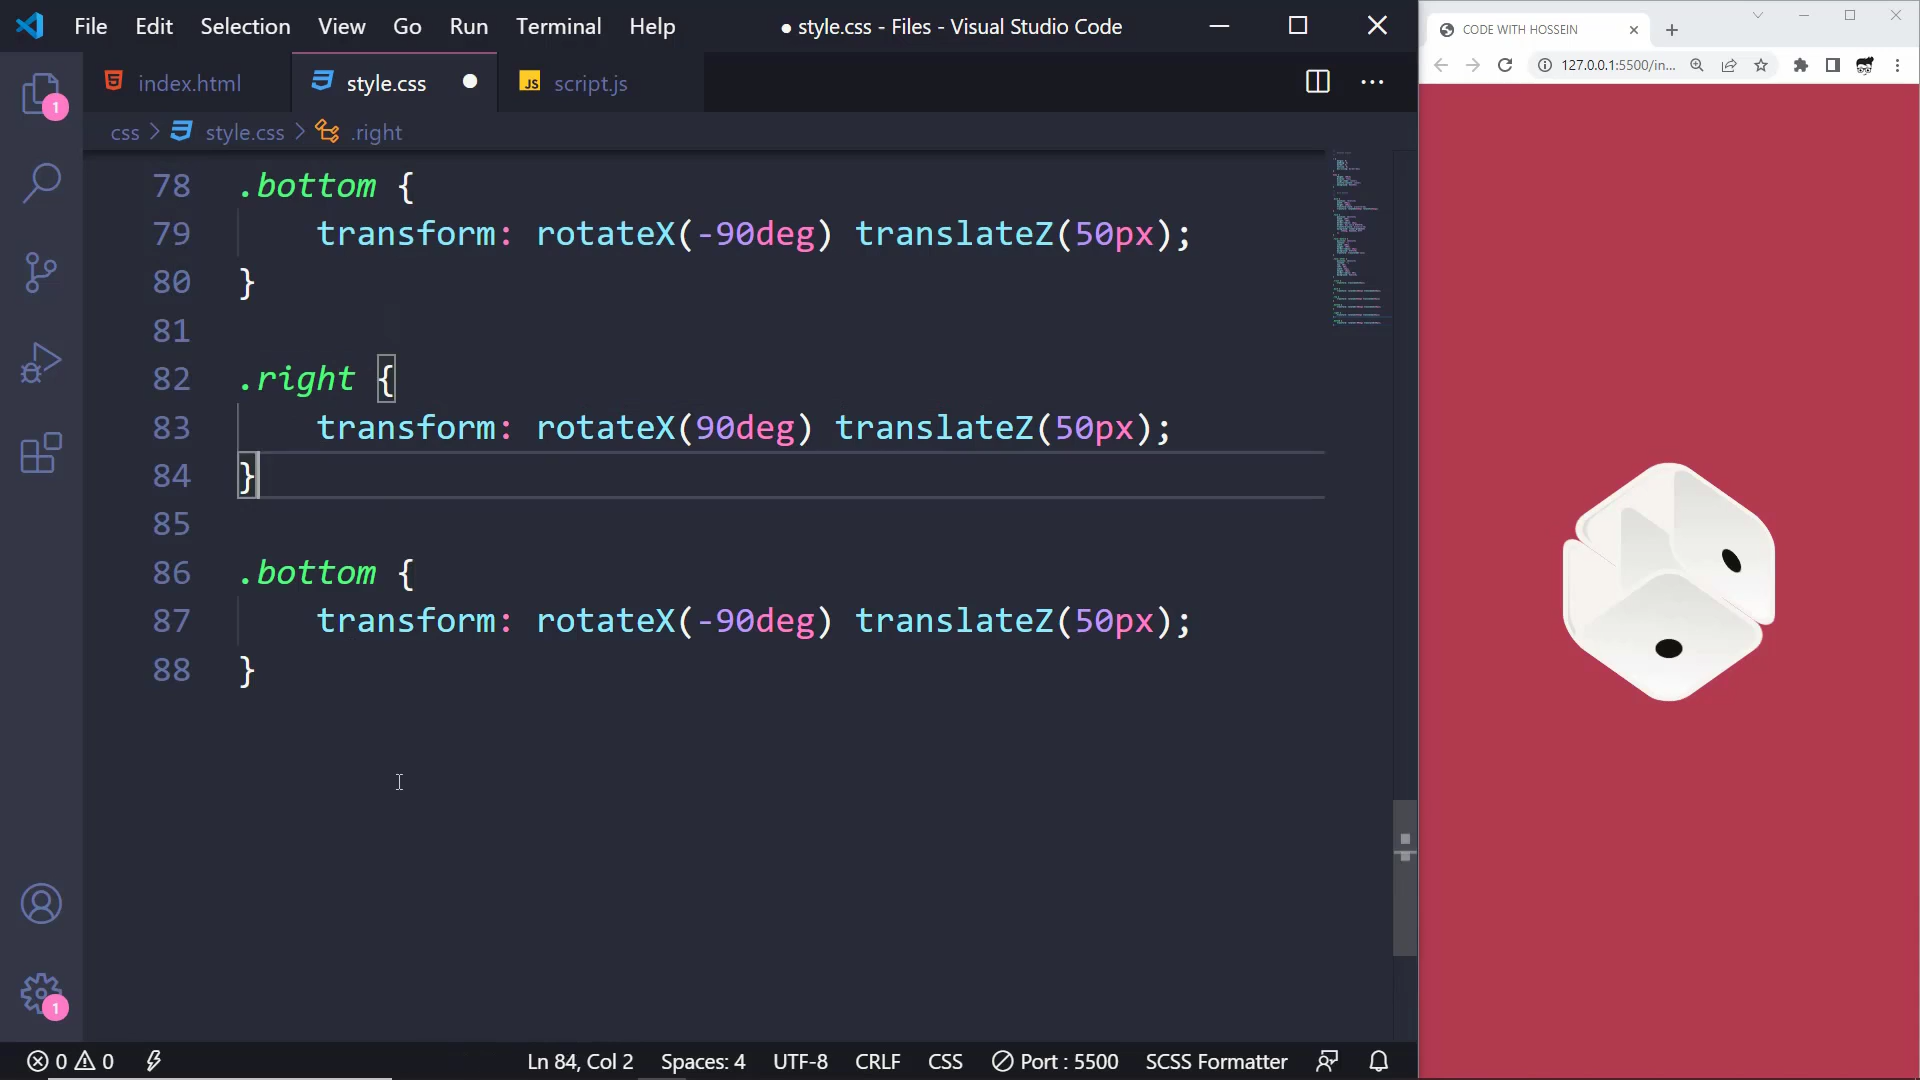 File Edit Selection View Go Run Terminal Help
● style.css - Files - Visual Studio Code
CODE WITH HOSSEIN
127.0.0.1:5500/in...
index.html
style.css
JS script.js
css > style.css > .right
1
78 .bottom {
79 transform: rotateX(-90deg) translateZ(50px);
80 }
81
82 .right {
83 transform: rotateX(90deg) translateZ(50px);
84 }
85
86 .bottom {
87 transform: rotateX(-90deg) translateZ(50px);
88 }
1
0 0
Ln 84, Col 2 Spaces: 4 UTF-8 CRLF CSS Port : 5500 SCSS Formatter